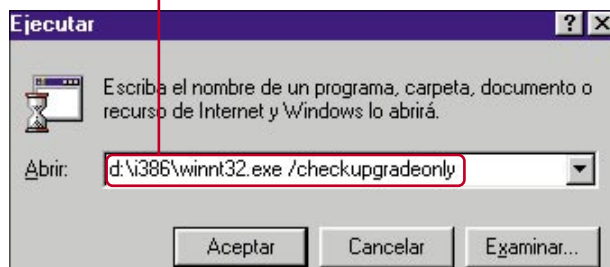 Ejecutar
Escriba el nombre de un programa, carpeta, documento o
recurso de Internet y Windows lo abrirá.
Abrir: d:\i386\winnt32.exe /checkupgradeonly
Aceptar Cancelar Examinar...